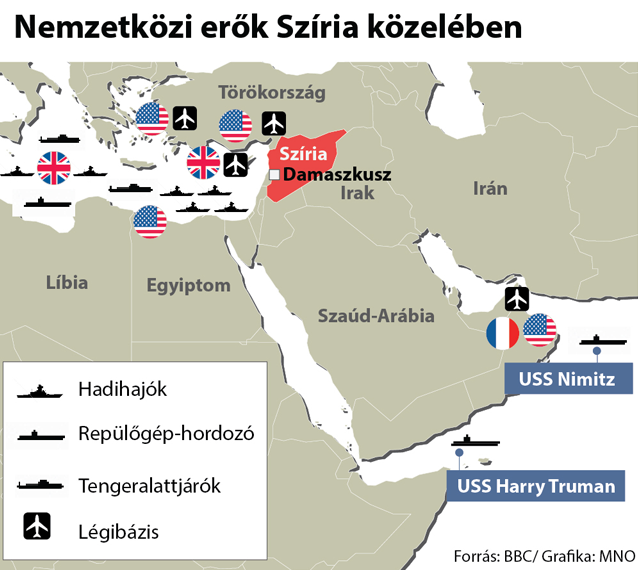 Nemzetközi erők Szíria közelében
Törökország
Szíria
Damaszkusz
Irak
Irán
Líbia
Egyiptom
Szaúd-Arábia
USS Nimitz
USS Harry Truman
Hadihajók
Repülőgép-hordozó
Tengeralattjárók
Légibázis
Forrás: BBC/ Grafika: MNO